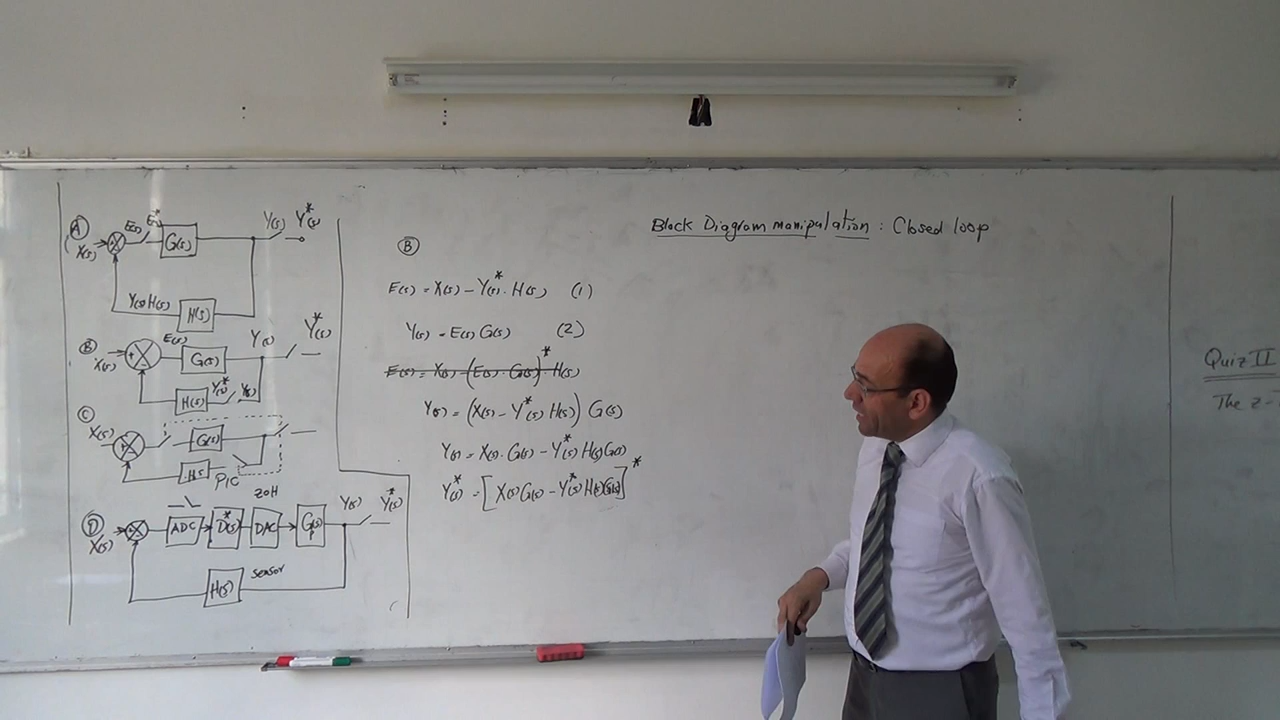 Block Diagram manipulation : Closed loop
A
X(s)
E(s)
E*
G(s)
Y(s)
Y*(s)
Y(s)H(s)
H(s)
B
X(s)
E(s)
G(s)
Y(s)
Y*(s)
H(s)
Y*(s)
Y(s)
C
X(s)
G(s)
H(s)
PIC
D
X(s)
ADC
D*(s)
ZOH
DAC
Gp(s)
Y(s)
Y*(s)
H(s)
sensor
B
E(s) = X(s) - Y*(s) . H(s) (1)
Y(s) = E(s) G(s) (2)
E(s) = X(s) - (E(s) . G(s))* H(s)
Y(s) = (X(s) - Y*(s) H(s)) G(s)
Y(s) = X(s) . G(s) - Y*(s) H(s) G(s)
Y*(s) = [X(s) G(s) - Y*(s) H(s) G(s)]*
Quiz II
The z-